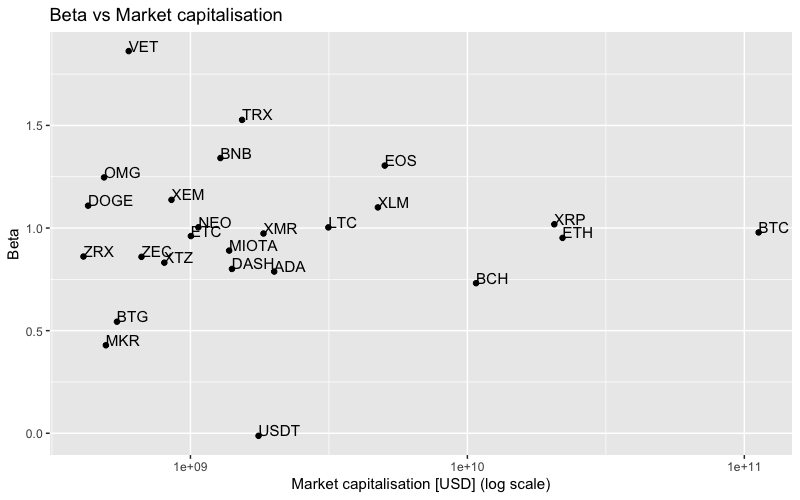 Beta vs Market capitalisation
VET
1.5
TRX
BNB
EOS
OMG
XEM
DOGE
XLM
1.0
NEO
LTC
XRP
BTC
ETC
XMR
ETH
Beta
MIOTA
ZRX
ZEC
XTZ
DASH
ADA
BCH
0.5
BTG
MKR
0.0
USDT
1e+09
1e+10
1e+11
Market capitalisation [USD] (log scale)